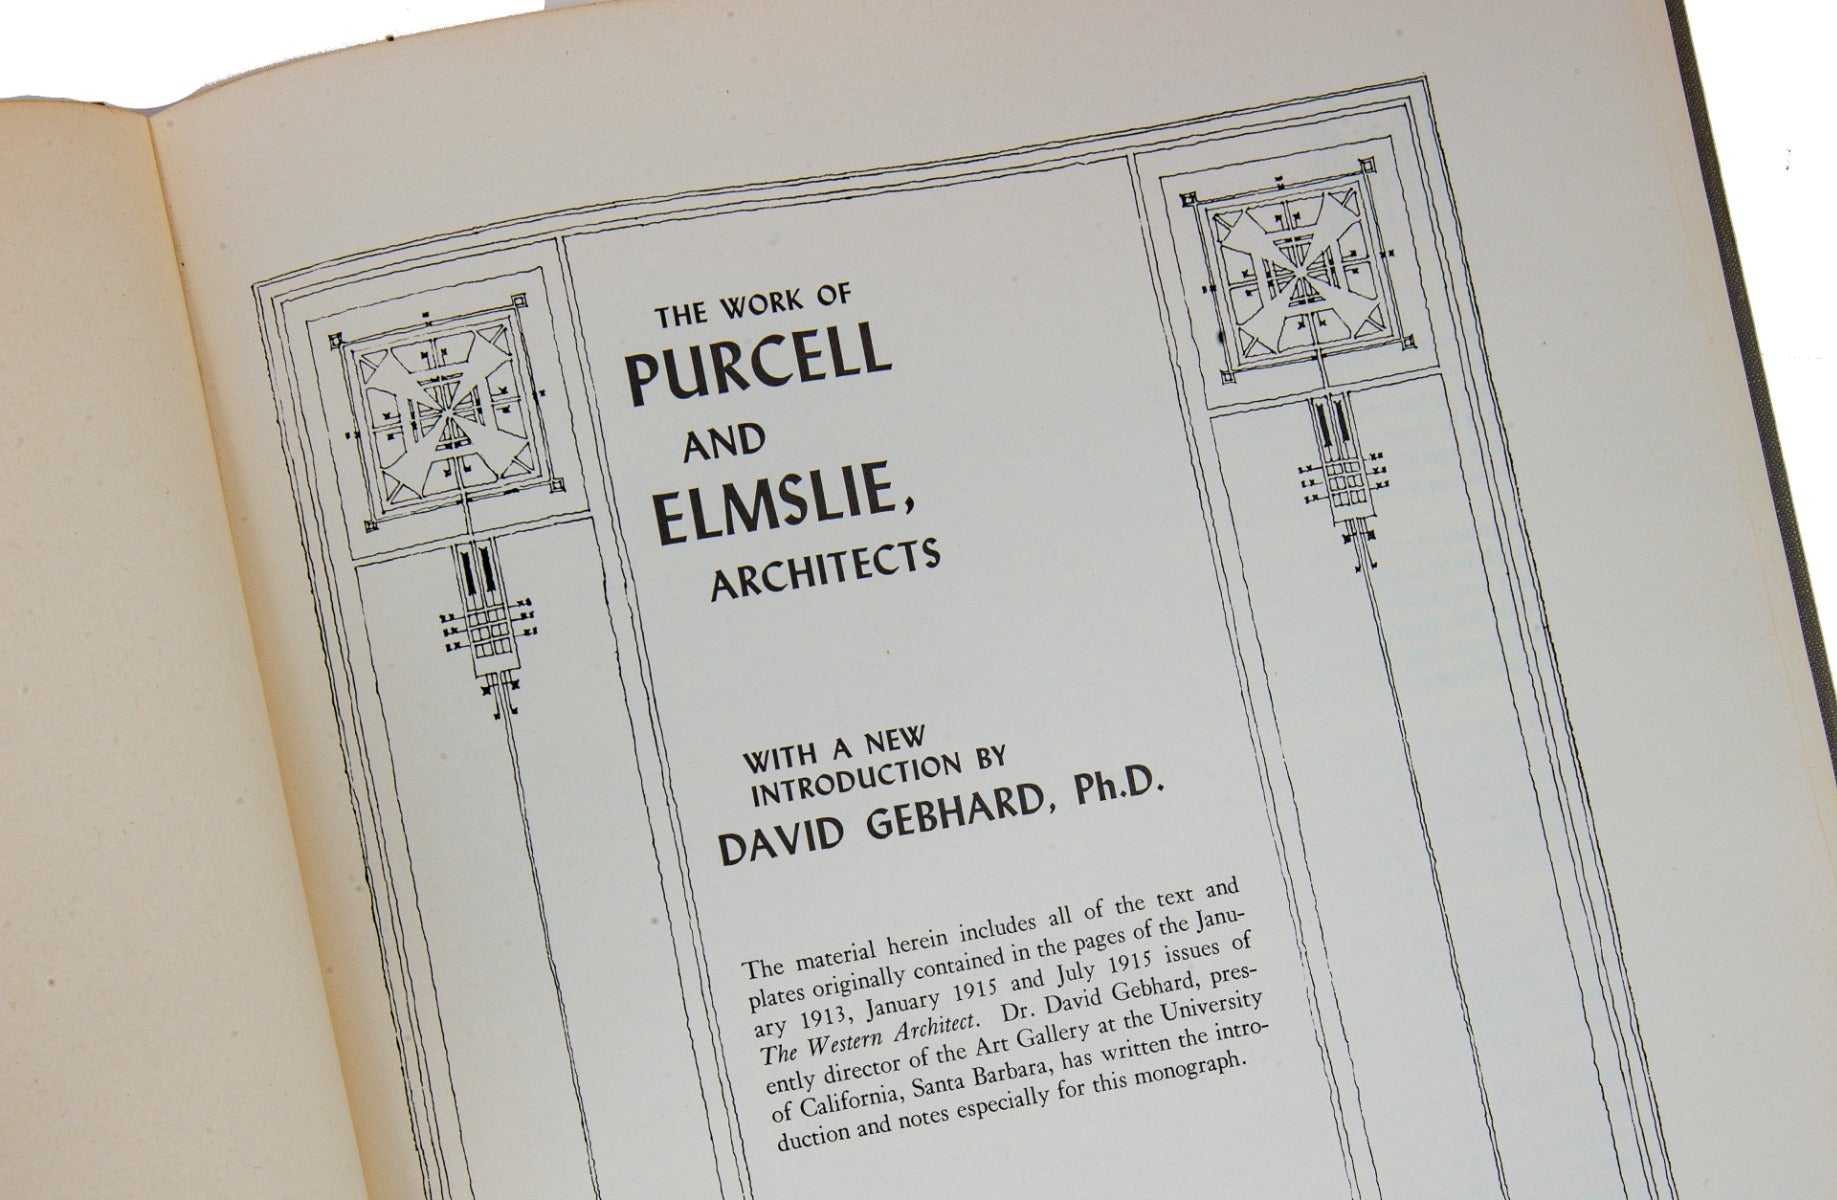 THE WORK OF
PURCELL
AND
ELMSLIE,
ARCHITECTS
WITH A NEW
INTRODUCTION BY
DAVID GEBHARD, Ph.D.
The material herein includes all of the text and
plates originally contained in the pages of the Janu-
ary 1913, January 1915 and July 1915 issues of
The Western Architect. Dr. David Gebhard, pres-
ently director of the Art Gallery at the University
of California, Santa Barbara, has written the intro-
duction and notes especially for this monograph.